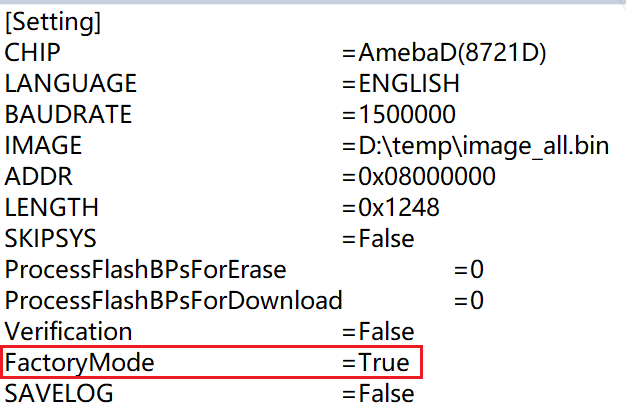 [Setting]
CHIP =AmebaD(8721D)
LANGUAGE =ENGLISH
BAUDRATE =1500000
IMAGE =D:\temp\image_all.bin
ADDR =0x08000000
LENGTH =0x1248
SKIPSYS =False
ProcessFlashBPsForErase =0
ProcessFlashBPsForDownload =0
Verification =False
FactoryMode =True
SAVELOG =False